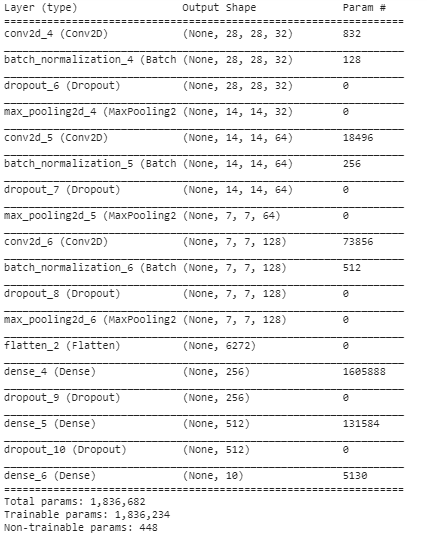 Layer (type) Output Shape Param #
conv2d_4 (Conv2D) (None, 28, 28, 32) 832
batch_normalization_4 (Batch (None, 28, 28, 32) 128
dropout_6 (Dropout) (None, 28, 28, 32) 0
max_pooling2d_4 (MaxPooling2 (None, 14, 14, 32) 0
conv2d_5 (Conv2D) (None, 14, 14, 64) 18496
batch_normalization_5 (Batch (None, 14, 14, 64) 256
dropout_7 (Dropout) (None, 14, 14, 64) 0
max_pooling2d_5 (MaxPooling2 (None, 7, 7, 64) 0
conv2d_6 (Conv2D) (None, 7, 7, 128) 73856
batch_normalization_6 (Batch (None, 7, 7, 128) 512
dropout_8 (Dropout) (None, 7, 7, 128) 0
max_pooling2d_6 (MaxPooling2 (None, 7, 7, 128) 0
flatten_2 (Flatten) (None, 6272) 0
dense_4 (Dense) (None, 256) 1605888
dropout_9 (Dropout) (None, 256) 0
dense_5 (Dense) (None, 512) 131584
dropout_10 (Dropout) (None, 512) 0
dense_6 (Dense) (None, 10) 5130
Total params: 1,836,682
Trainable params: 1,836,234
Non-trainable params: 448